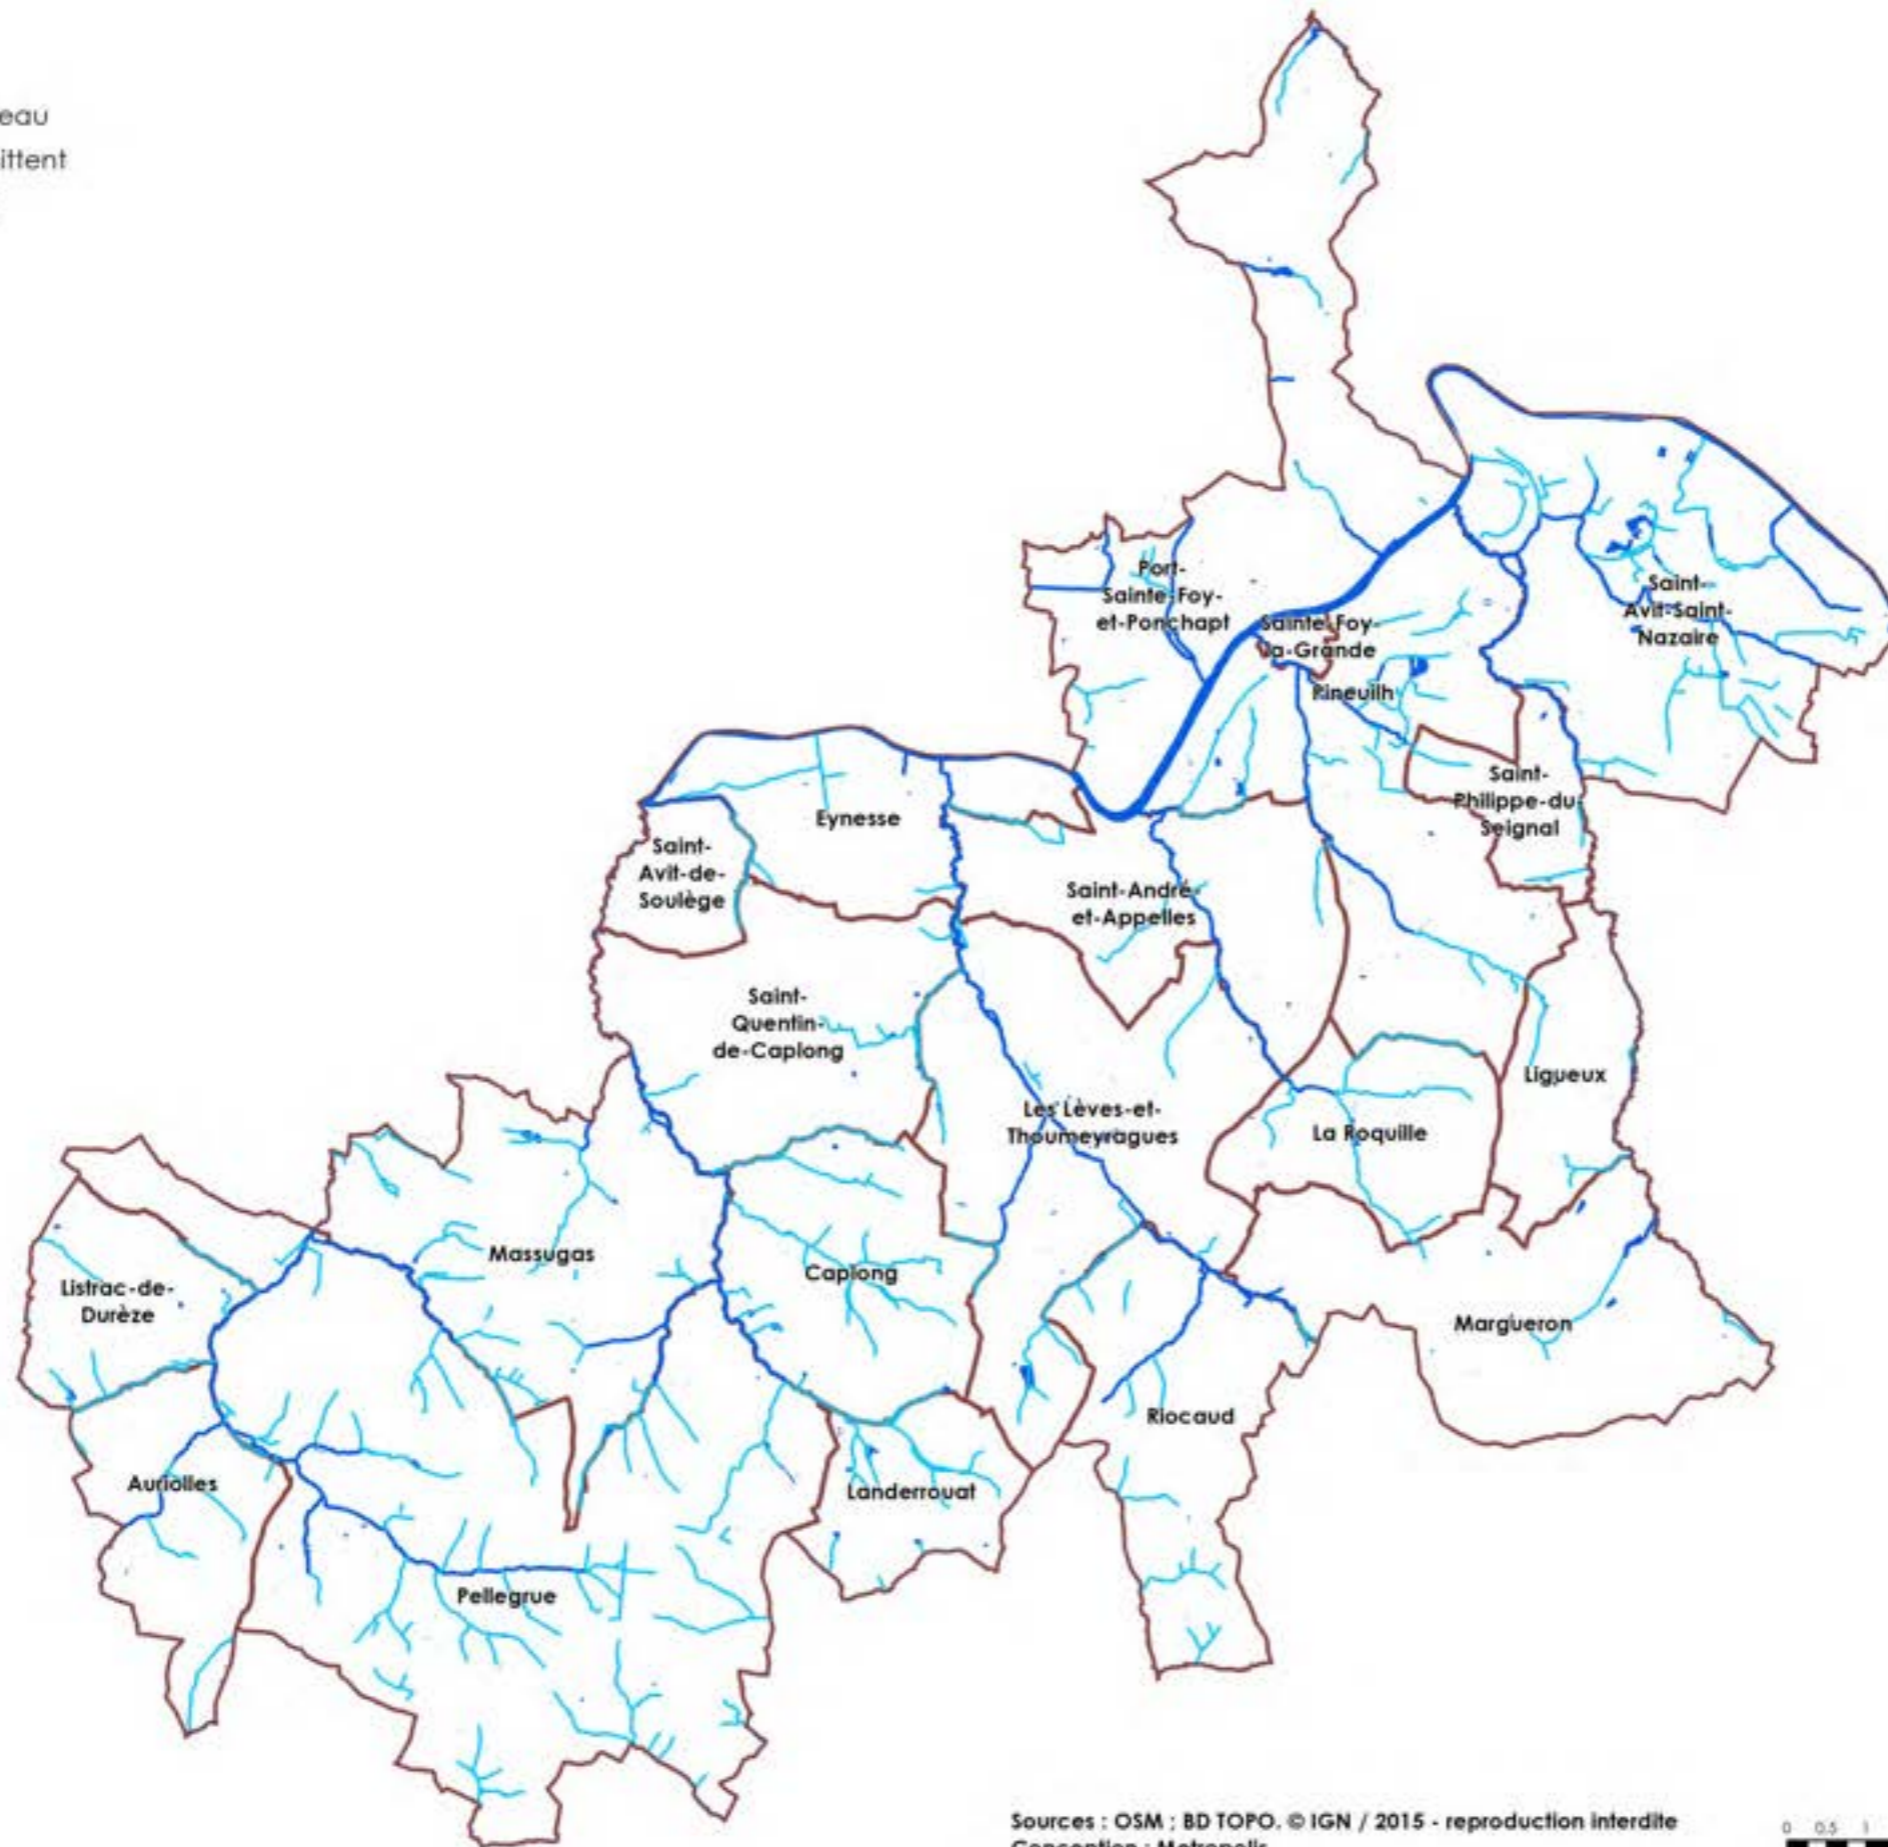 eau
ittent
Port-
Sainte-Foy-
et-Ponchapt
Sainte-Foy-
la-Grande
Pineuilh
Saint-
Avit-Saint-
Nazaire
Saint-
Philippe-du-
Seignal
Eynesse
Saint-
Avit-de-
Soulège
Saint-André-
et-Appelles
Saint-
Quentin-
de-Caplong
Ligueux
Les Lèves-et-
Thoumeyragues
La Roquille
Massugas
Caplong
Listrac-de-
Durèze
Margueron
Riocaud
Auriolles
Landerrouat
Pellegrue
Sources : OSM ; BD TOPO. © IGN / 2015 - reproduction interdite
Conception : Metropolis
0 0.5 1